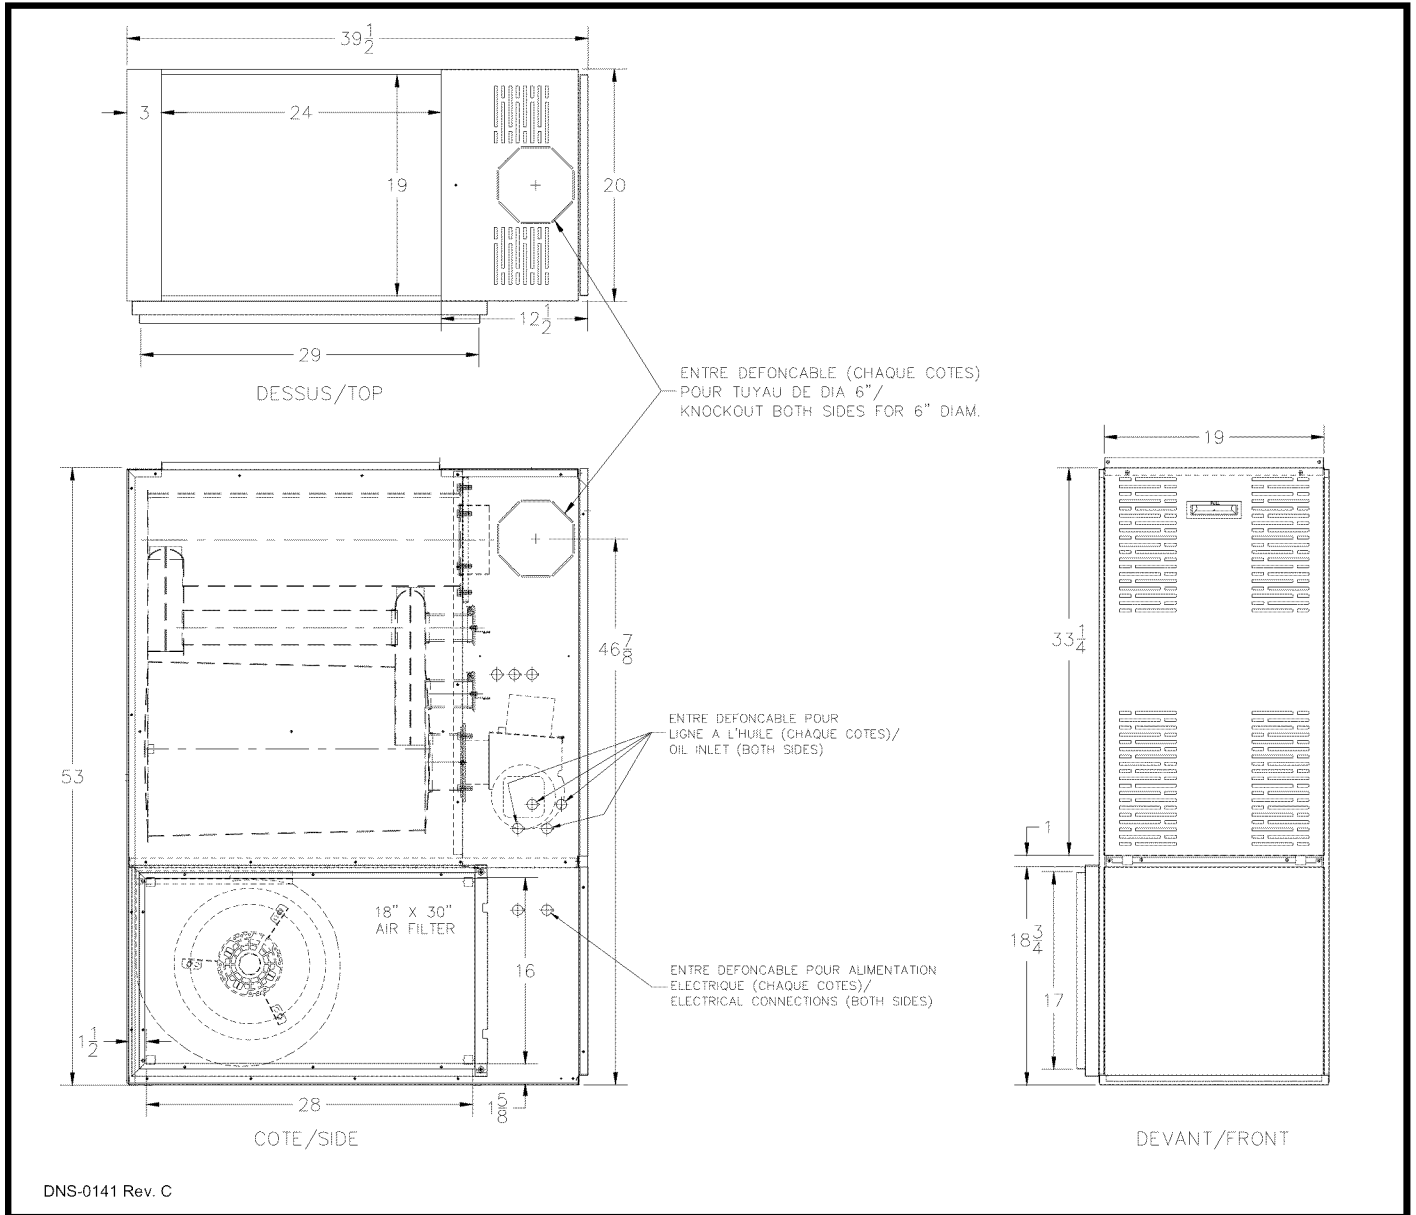 39 1/2
3
24
19
20
12 1/2
29
DESSUS/TOP
ENTRE DEFONCABLE (CHAQUE COTES)
POUR TUYAU DE DIA 6"/
KNOCKOUT BOTH SIDES FOR 6" DIAM.
19
PULL
46 7/8
33 1/4
ENTRE DEFONCABLE POUR
LIGNE A L'HUILE (CHAQUE COTES)/
OIL INLET (BOTH SIDES)
53
1
18" X 30"
AIR FILTER
18 3/4
16
ENTRE DEFONCABLE POUR ALIMENTATION
ELECTRIQUE (CHAQUE COTES)/
ELECTRICAL CONNECTIONS (BOTH SIDES)
17
1 1/2
28
1 5/8
COTE/SIDE
DEVANT/FRONT
DNS-0141 Rev. C